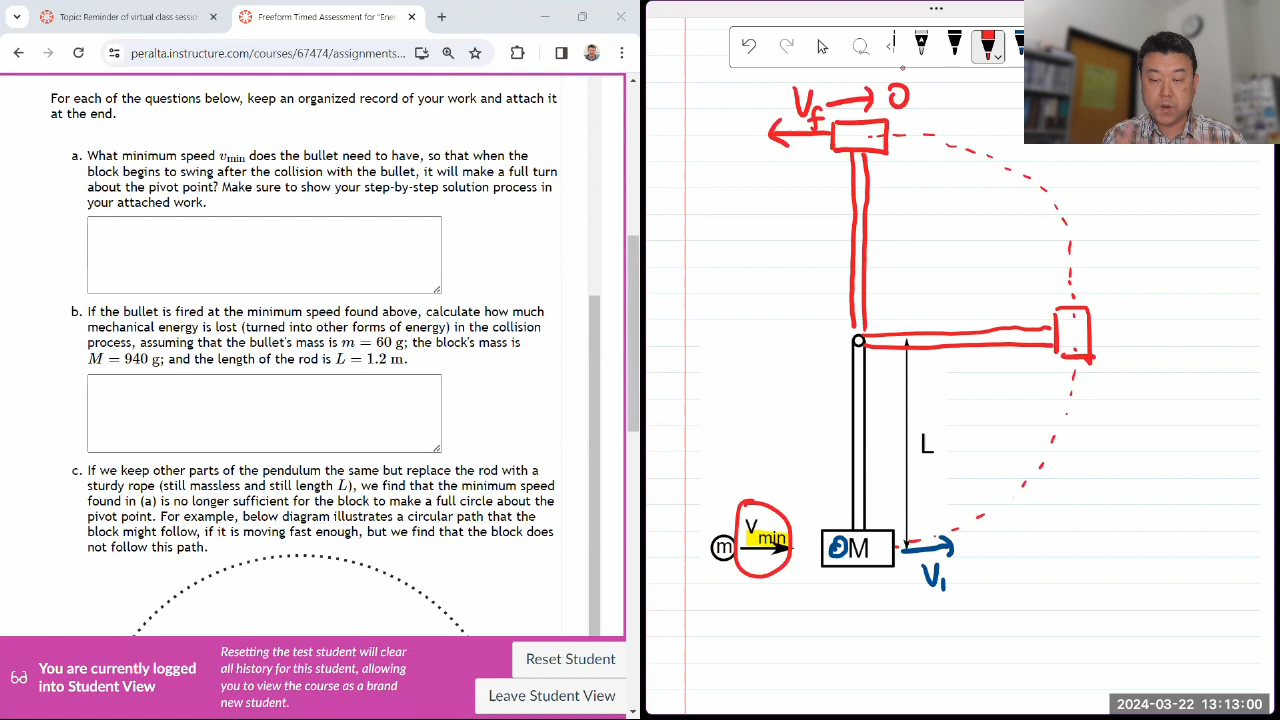 Topic: Reminder of virtual class sessio
Freeform Timed Assessment for "Ener
peralta.instructure.com/courses/67474/assignments...
For each of the questions below, keep an organized record of your work and attach it
at the end.
a. What minimum speed vmin does the bullet need to have, so that when the
block begins to swing after the collision with the bullet, it will make a full turn
about the pivot point? Make sure to show your step-by-step solution process in
your attached work.
b. If the bullet is fired at the minimum speed found above, calculate how much
mechanical energy is lost (turned into other forms of energy) in the collision
process, assuming that the bullet's mass is m = 60 g; the block's mass is
M = 940 g, and the length of the rod is L = 1.2 m.
c. If we keep other parts of the pendulum the same but replace the rod with a
sturdy rope (still massless and still length L), we find that the minimum speed
found in (a) is no longer sufficient for the block to make a full circle about the
pivot point. For example, below diagram illustrates a circular path that the
block might follow, if it is moving fast enough, but we find that the block does
not follow this path.
You are currently logged
into Student View
Resetting the test student will clear
all history for this student, allowing
you to view the course as a brand
new student.
Reset Student
Leave Student View
Vf → 0
L
m
Vmin
M
V1
2024-03-22 13:13:00